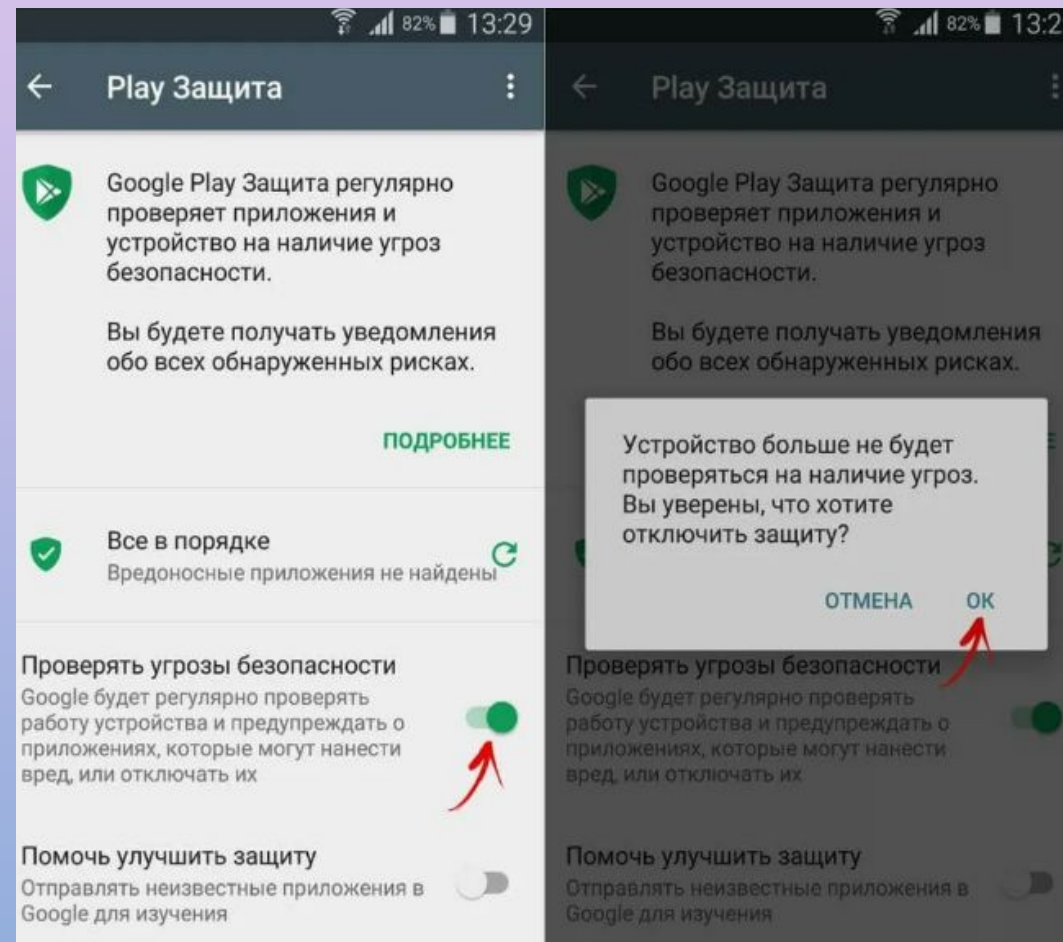 82% 13:29
Play Защита
Google Play Защита регулярно
проверяет приложения и
устройство на наличие угроз
безопасности.
Вы будете получать уведомления
обо всех обнаруженных рисках.
ПОДРОБНЕЕ
Все в порядке
Вредоносные приложения не найдены
Проверять угрозы безопасности
Google будет регулярно проверять
работу устройства и предупреждать о
приложениях, которые могут нанести
вред, или отключать их
Помочь улучшить защиту
Отправлять неизвестные приложения в
Google для изучения
82% 13:2
Play Защита
Google Play Защита регулярно
проверяет приложения и
устройство на наличие угроз
безопасности.
Вы будете получать уведомления
обо всех обнаруженных рисках.
Устройство больше не будет
проверяться на наличие угроз.
Вы уверены, что хотите
отключить защиту?
ОТМЕНА ОК
Проверять угрозы безопасности
Google будет регулярно проверять
работу устройства и предупреждать о
приложениях, которые могут нанести
вред, или отключать их
Помочь улучшить защиту
Отправлять неизвестные приложения в
Google для изучения